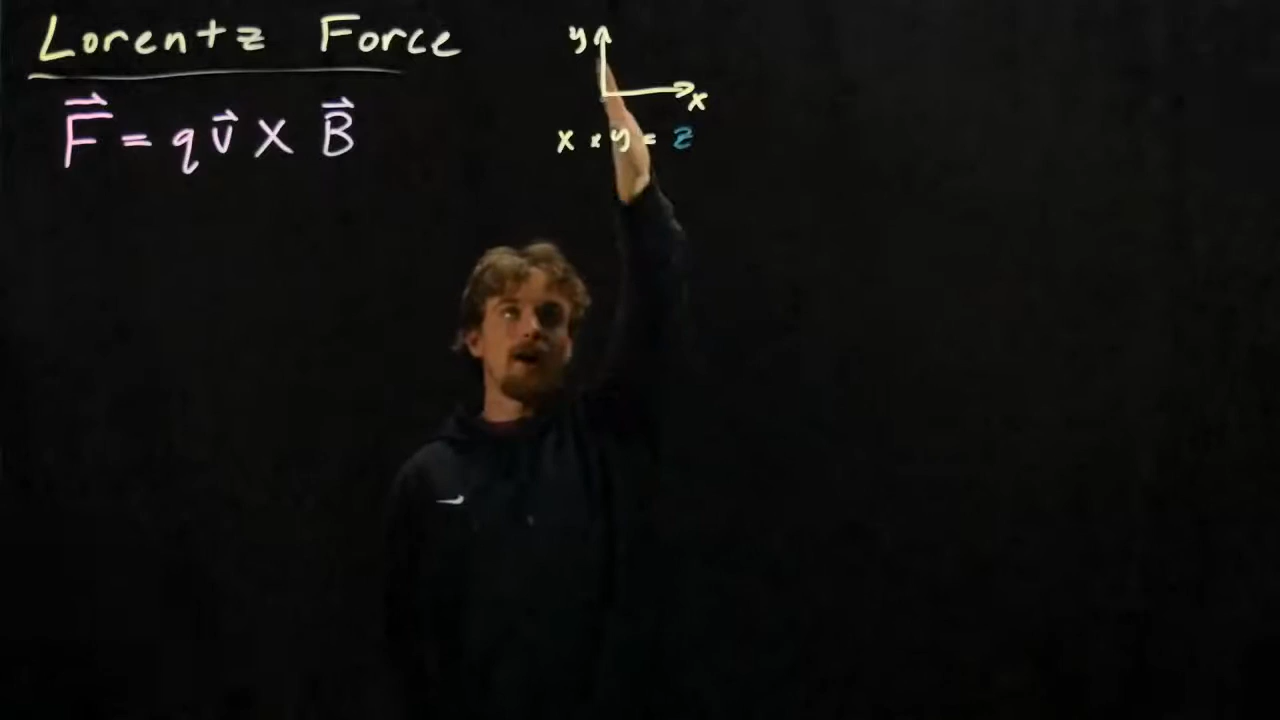 Lorentz Force
F⃗ = qv⃗ X B⃗
y
x
x × y = z